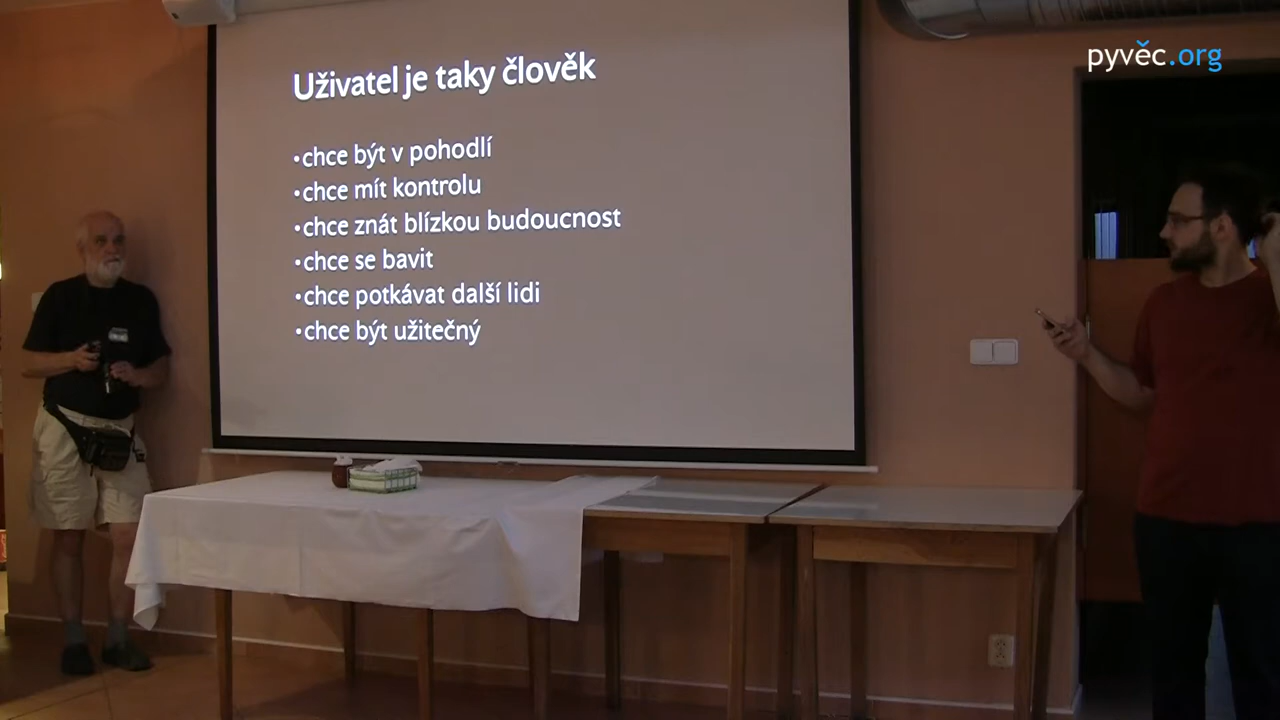 pyvěc.org
Uživatel je taky člověk
•chce být v pohodlí
•chce mít kontrolu
•chce znát blízkou budoucnost
•chce se bavit
•chce potkávat další lidi
•chce být užitečný